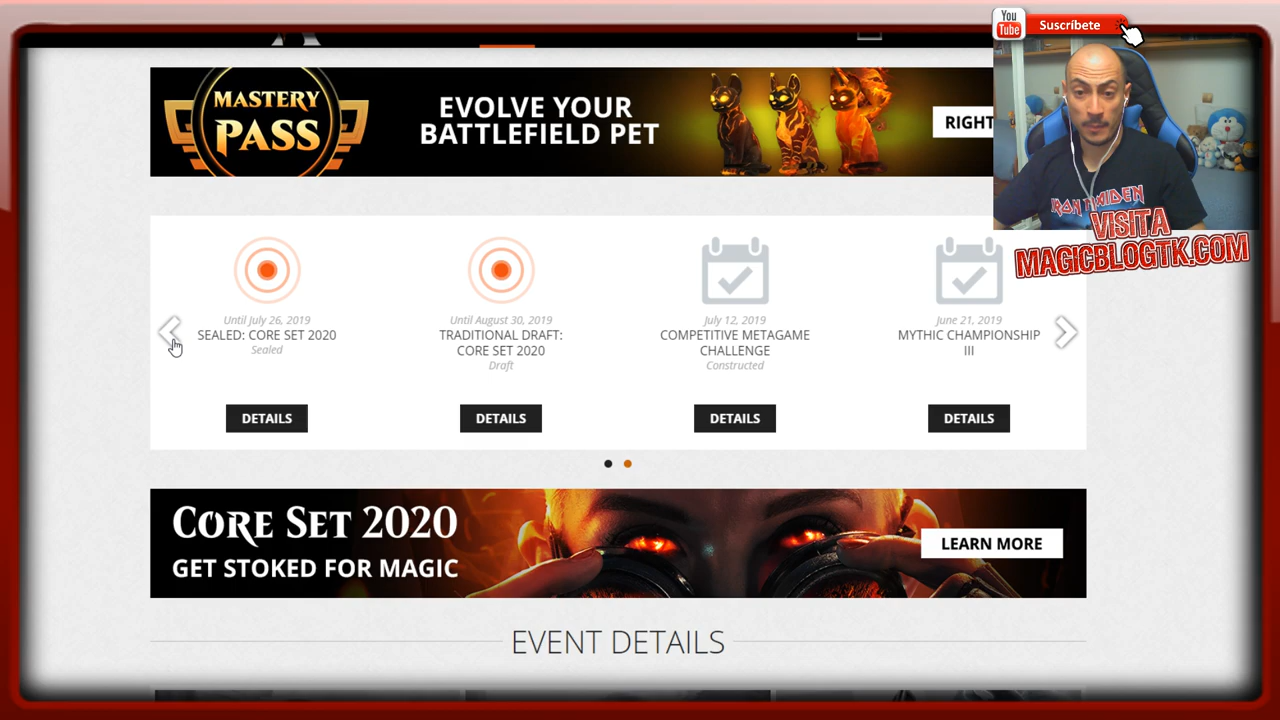 You
Tube
Suscríbete
MASTERY
PASS
EVOLVE YOUR
BATTLEFIELD PET
RIGHT
IRON MAIDEN
VISITA
MAGICBLOGTK.COM
Until July 26, 2019
SEALED: CORE SET 2020
Sealed
DETAILS
Until August 30, 2019
TRADITIONAL DRAFT:
CORE SET 2020
Draft
DETAILS
July 12, 2019
COMPETITIVE METAGAME
CHALLENGE
Constructed
DETAILS
June 21, 2019
MYTHIC CHAMPIONSHIP
III
DETAILS
CORE SET 2020
GET STOKED FOR MAGIC
LEARN MORE
EVENT DETAILS